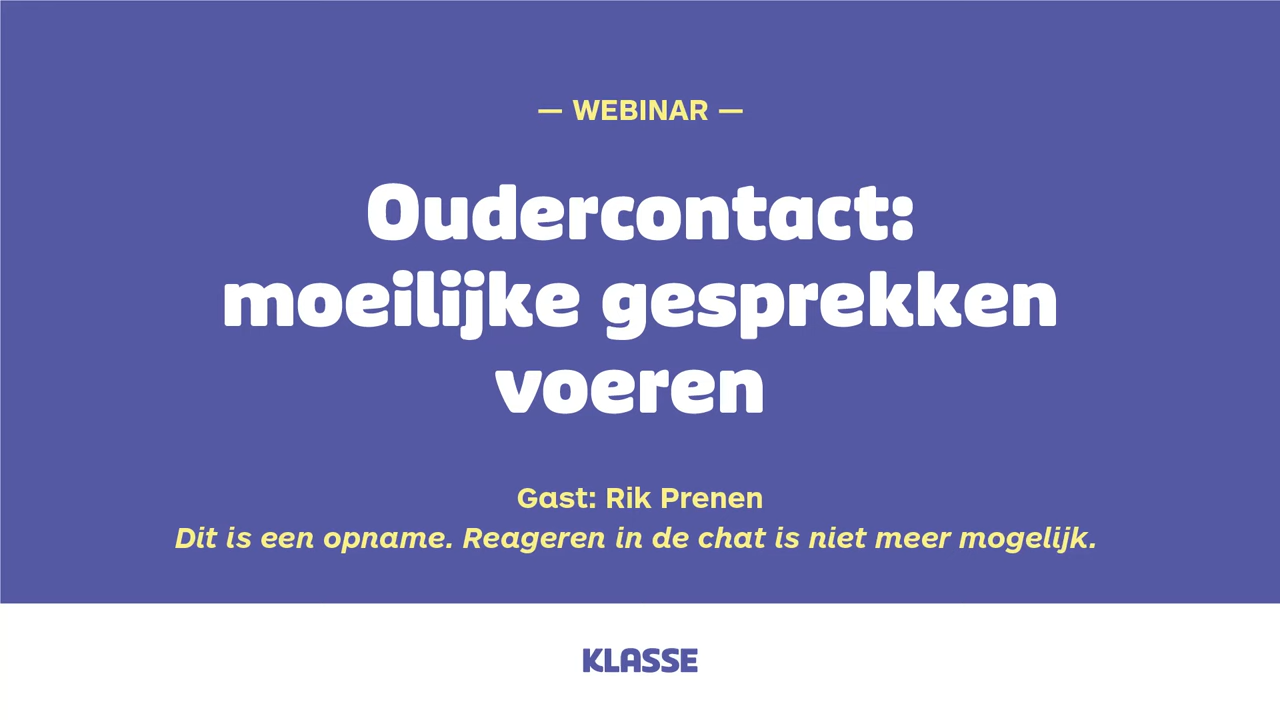 — WEBINAR —
Oudercontact:
moeilijke gesprekken
voeren
Gast: Rik Prenen
Dit is een opname. Reageren in de chat is niet meer mogelijk.
KLASSE